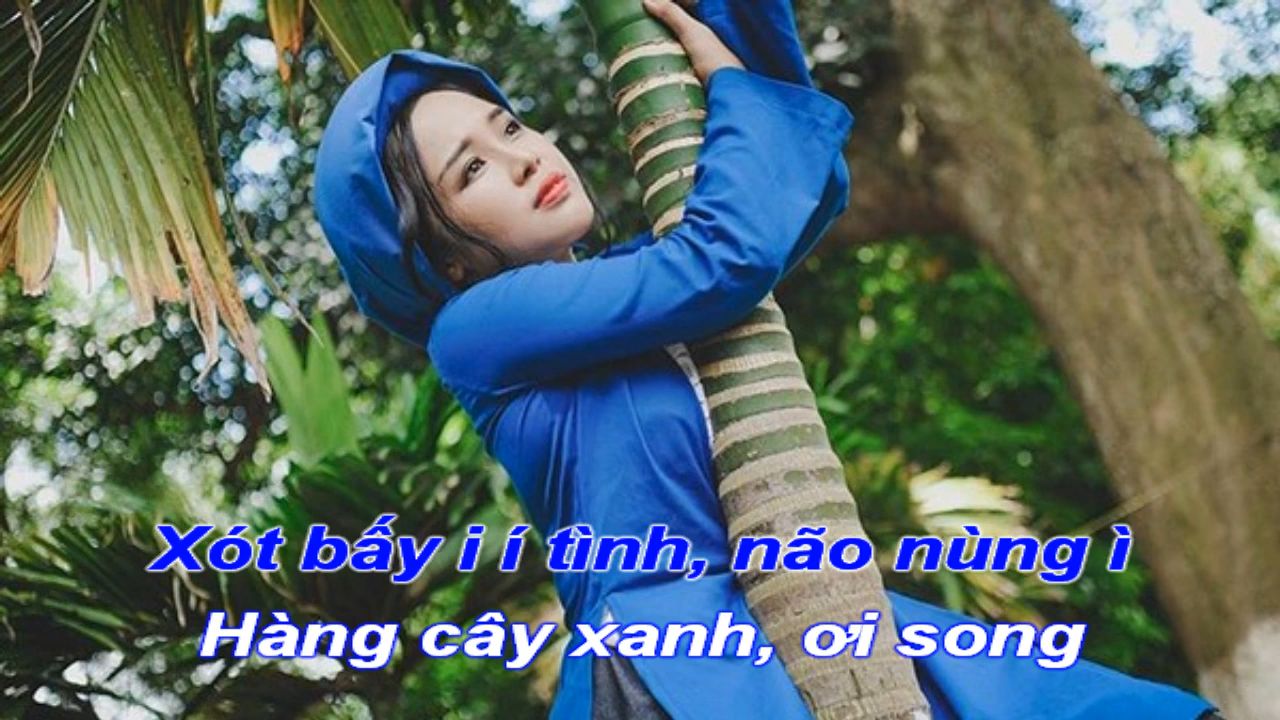 Xót bấy i í tình, não nùng ì
Hàng cây xanh, ơi song